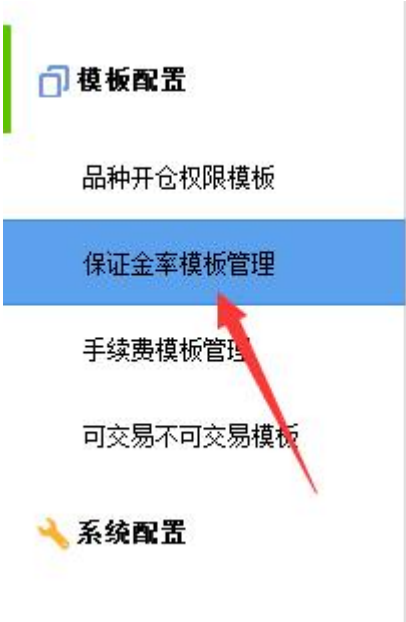 模板配置
品种开仓权限模板
保证金率模板管理
手续费模板管理
可交易不可交易模板
系统配置